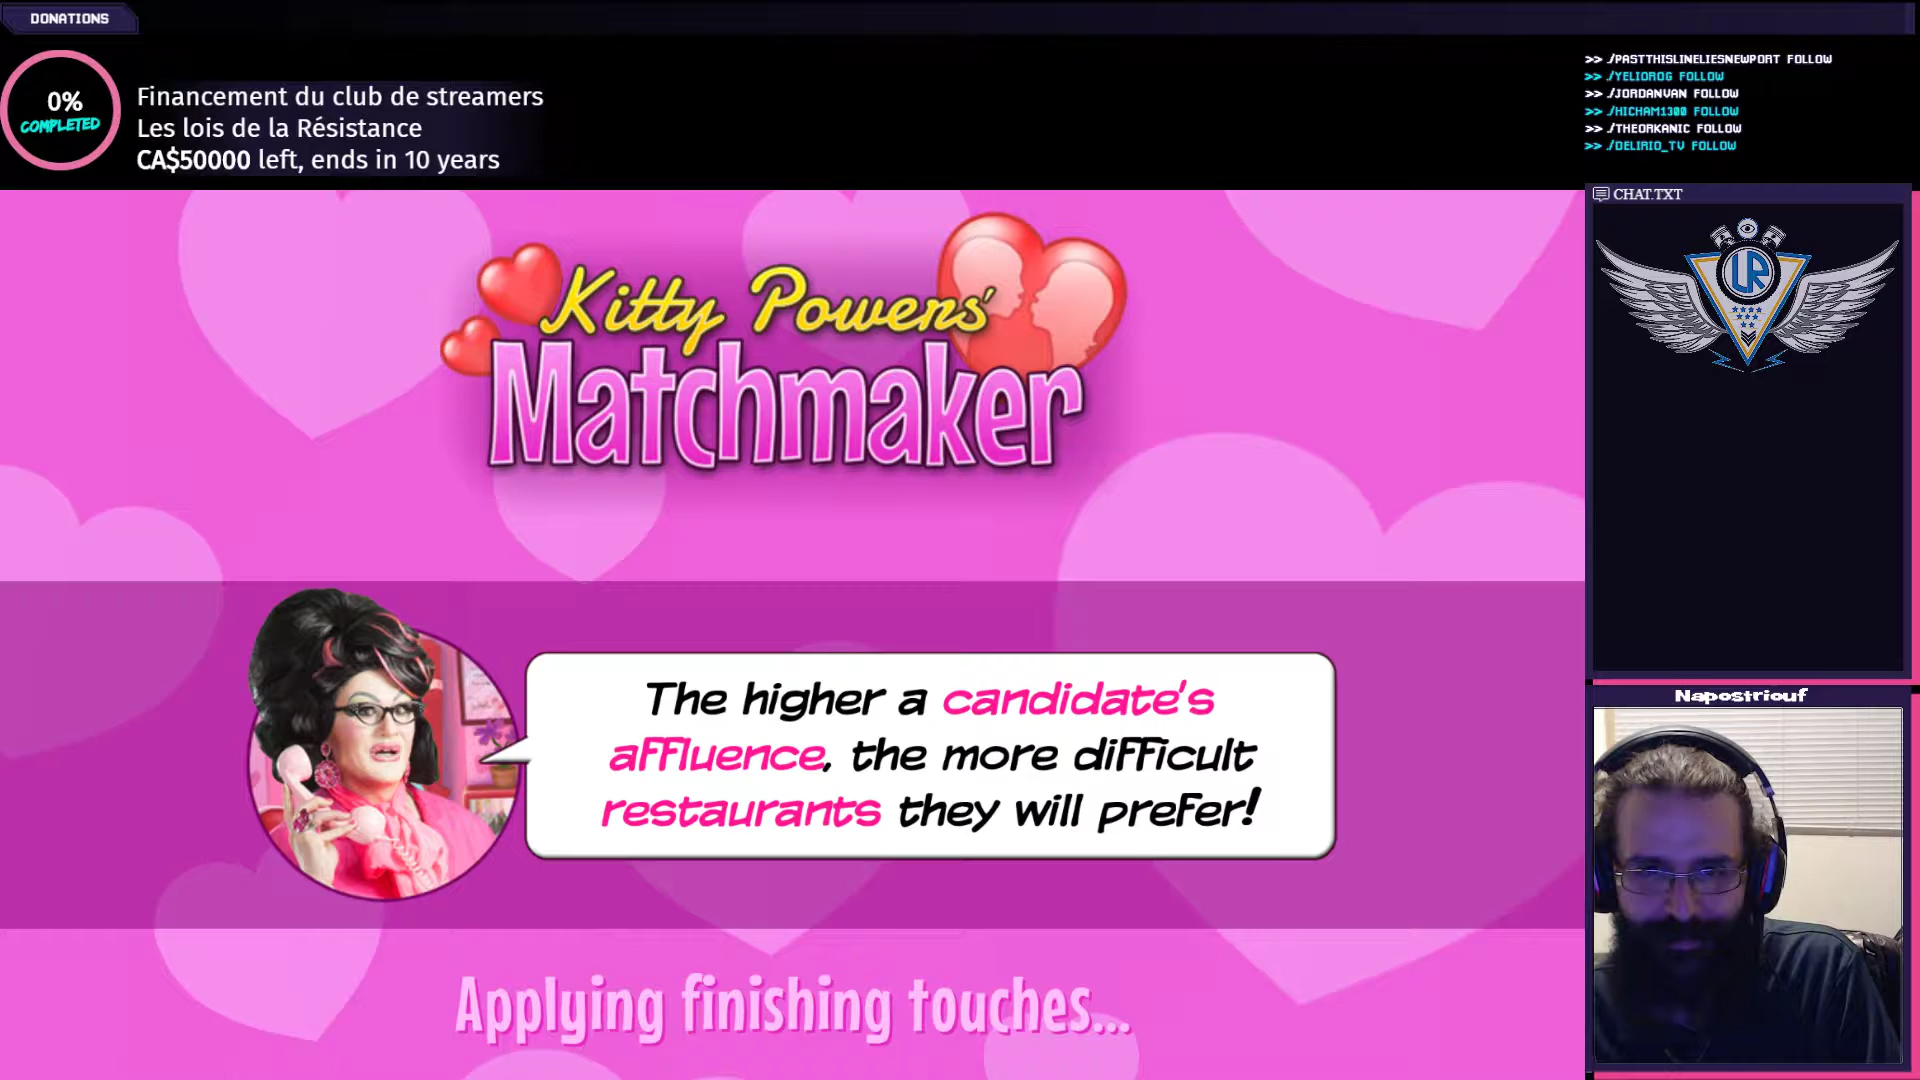 DONATIONS
0%
COMPLETED
Financement du club de streamers
Les lois de la Résistance
CA$50000 left, ends in 10 years
>> ./PASTTHISLINELIESNEWPORT FOLLOW
>> ./YELIOROG FOLLOW
>> ./JORDANVAN FOLLOW
>> ./HICHAM1300 FOLLOW
>> ./THEORKANIC FOLLOW
>> ./DELIRIO_TV FOLLOW
CHAT.TXT
LR
Kitty Powers'
Matchmaker
The higher a candidate's
affluence, the more difficult
restaurants they will prefer!
Applying finishing touches...
Napostriouf